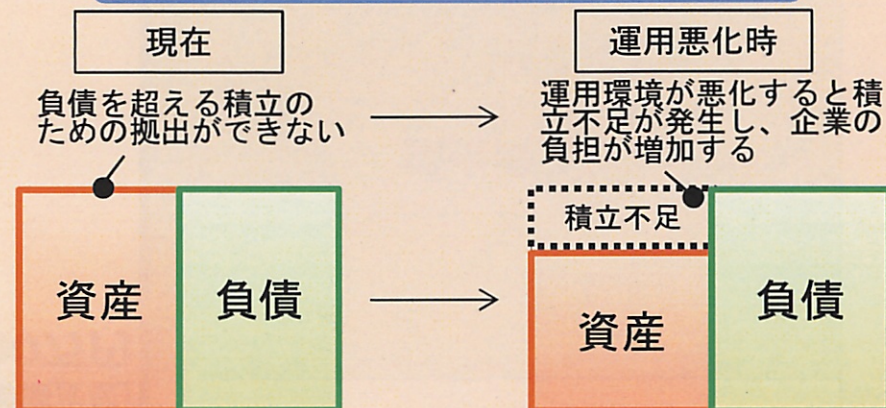 現在
負債を超える積立の
ための拠出ができない
運用悪化時
運用環境が悪化すると積
立不足が発生し、企業の
負担が増加する
積立不足
資産
負債
資産
負債